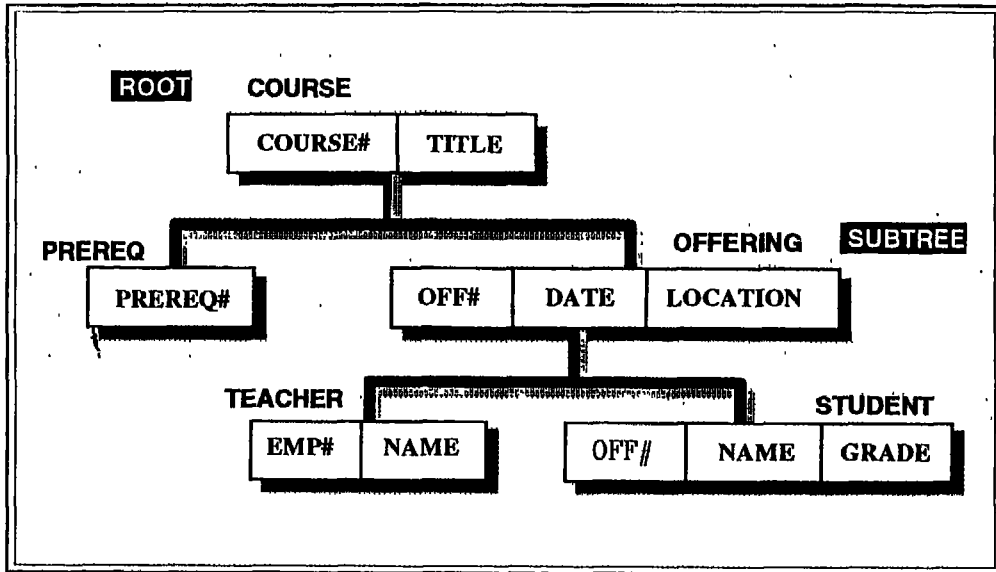 ROOT COURSE
COURSE# TITLE
PREREQ OFFERING SUBTREE
PREREQ# OFF# DATE LOCATION
TEACHER STUDENT
EMP# NAME OFF# NAME GRADE